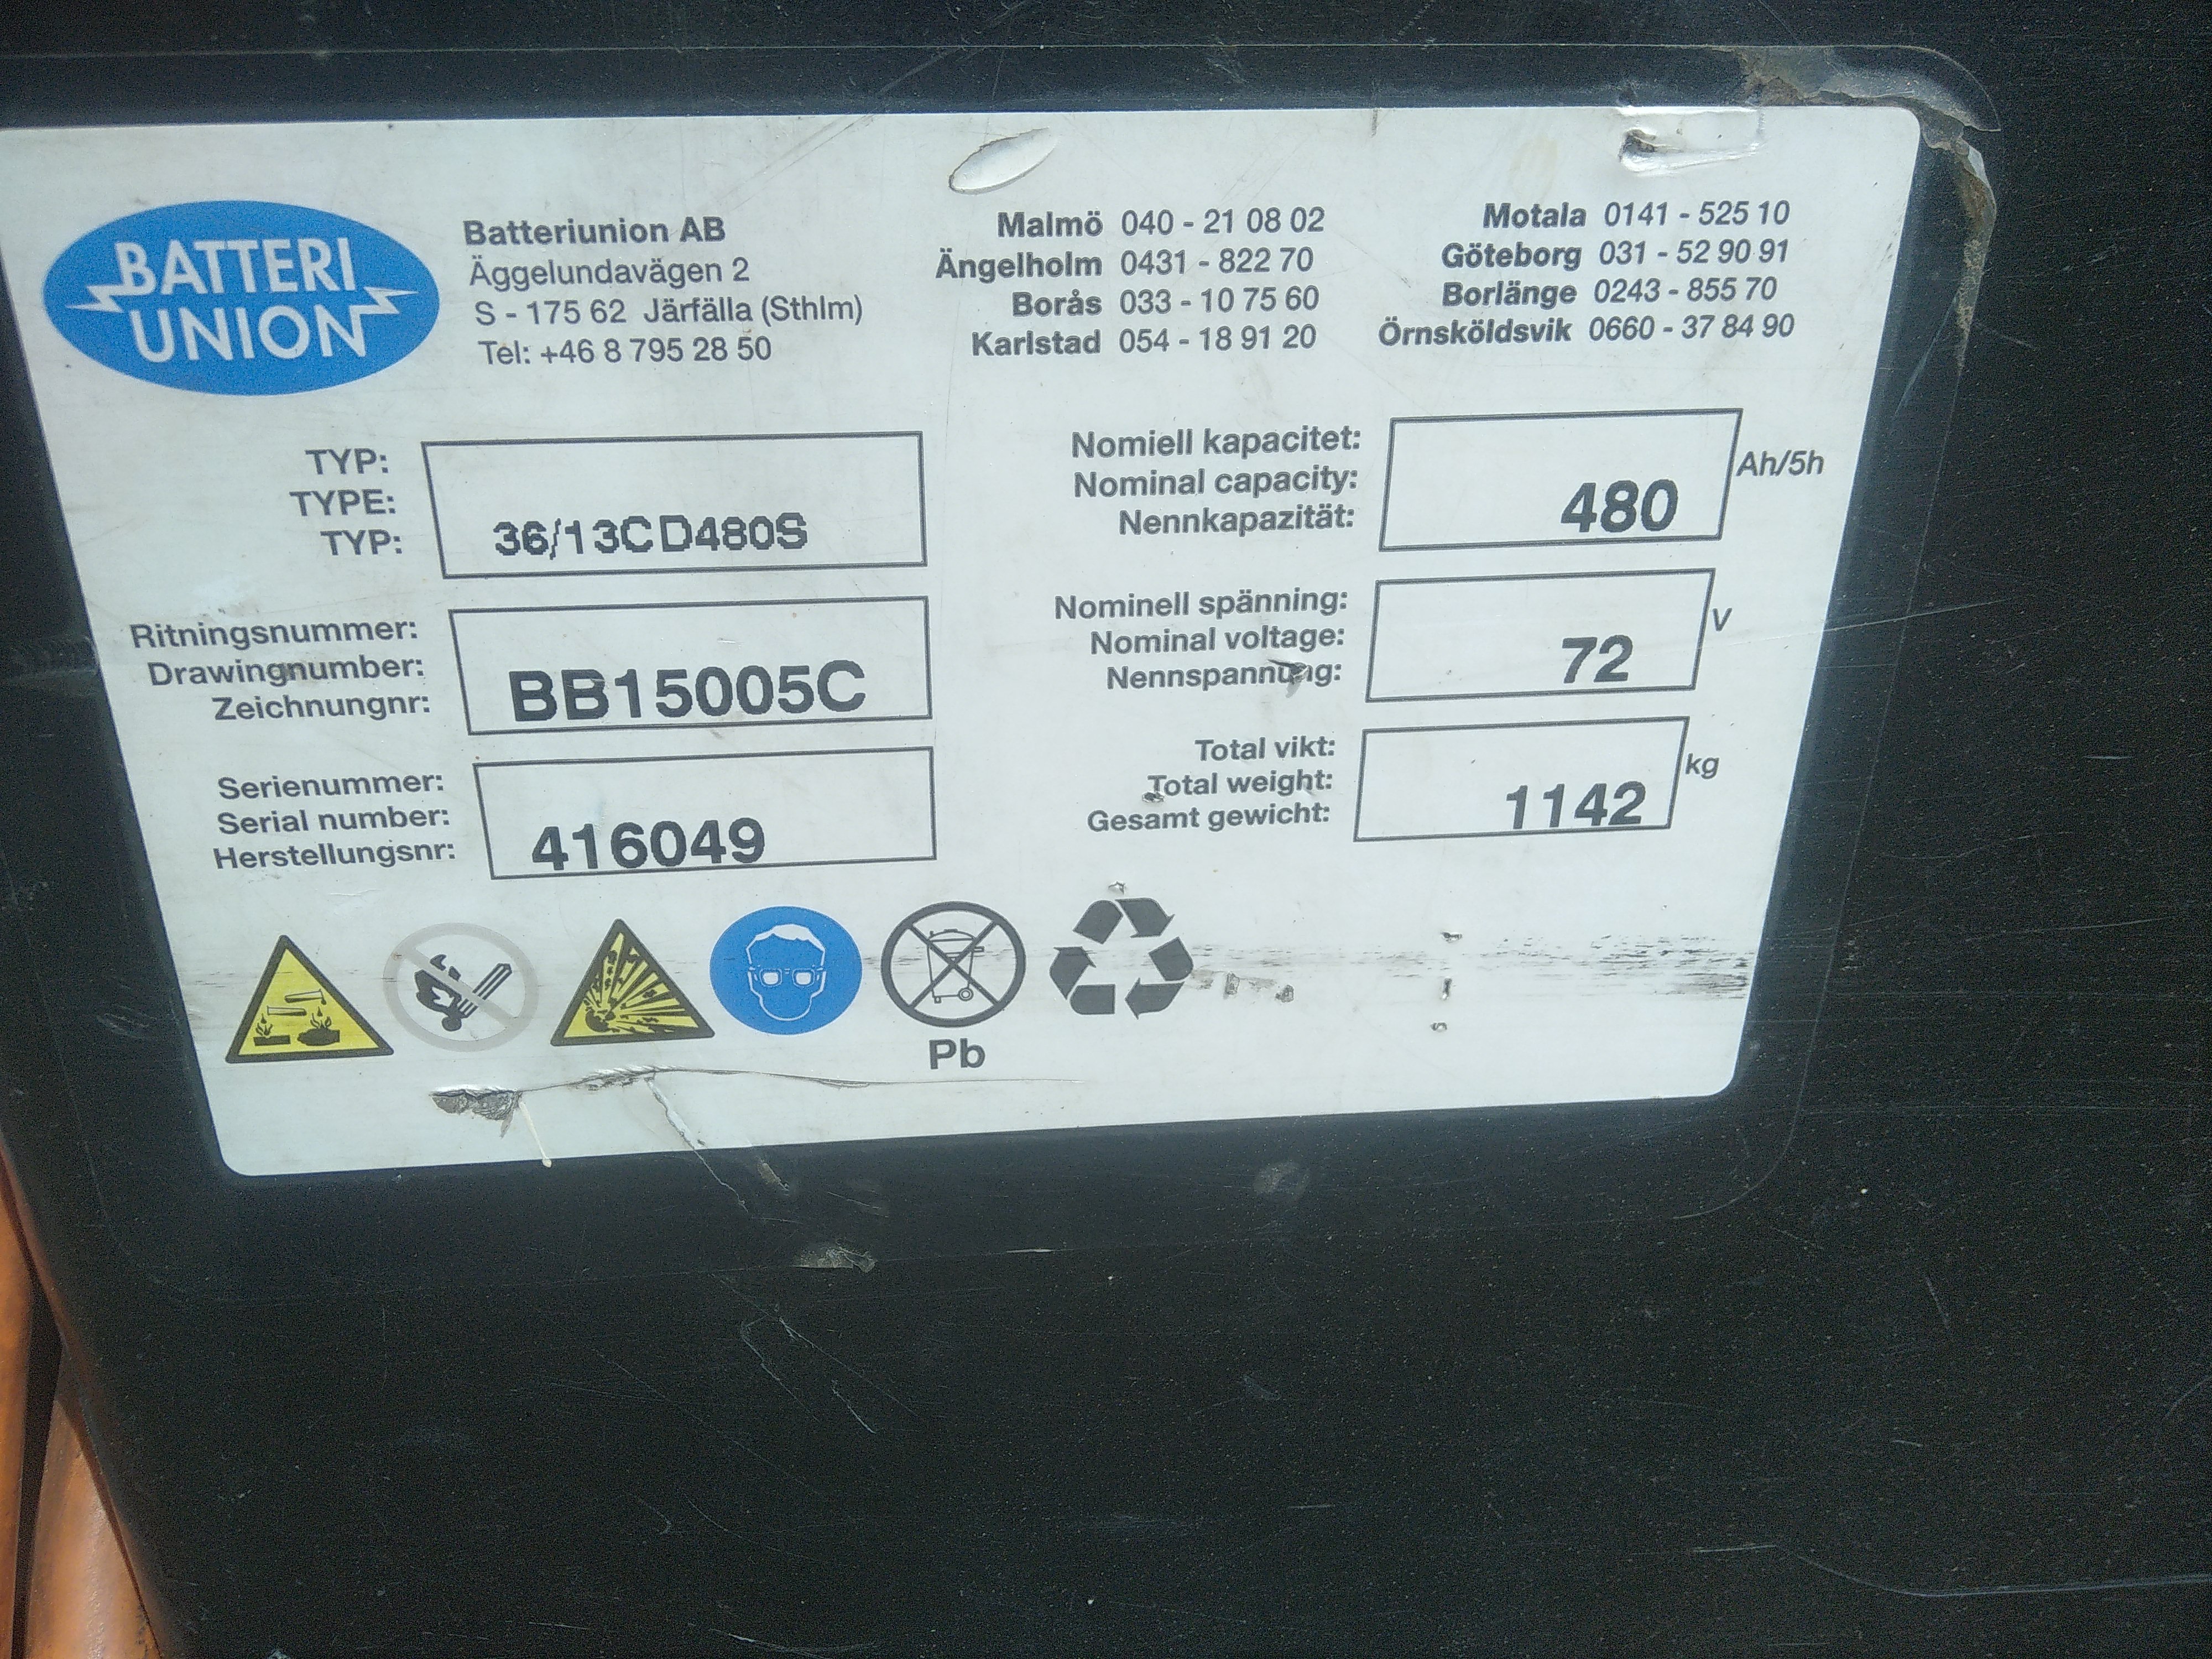 BATTERI
UNION
Batteriunion AB
Äggelundavägen 2
S - 175 62 Järfälla (Sthlm)
Tel: +46 8 795 28 50
Malmö 040 - 21 08 02
Ängelholm 0431 - 822 70
Borås 033 - 10 75 60
Karlstad 054 - 18 91 20
Motala 0141 - 525 10
Göteborg 031 - 52 90 91
Borlänge 0243 - 855 70
Örnsköldsvik 0660 - 37 84 90
TYP:
TYPE:
TYP:
36/13CD480S
Nomiell kapacitet:
Nominal capacity:
Nennkapazität:
480
Ah/5h
Ritningsnummer:
Drawingnumber:
Zeichnungnr:
BB15005C
Nominell spänning:
Nominal voltage:
Nennspannung:
72
V
Serienummer:
Serial number:
Herstellungsnr:
416049
Total vikt:
Total weight:
Gesamt gewicht:
1142
kg
Pb